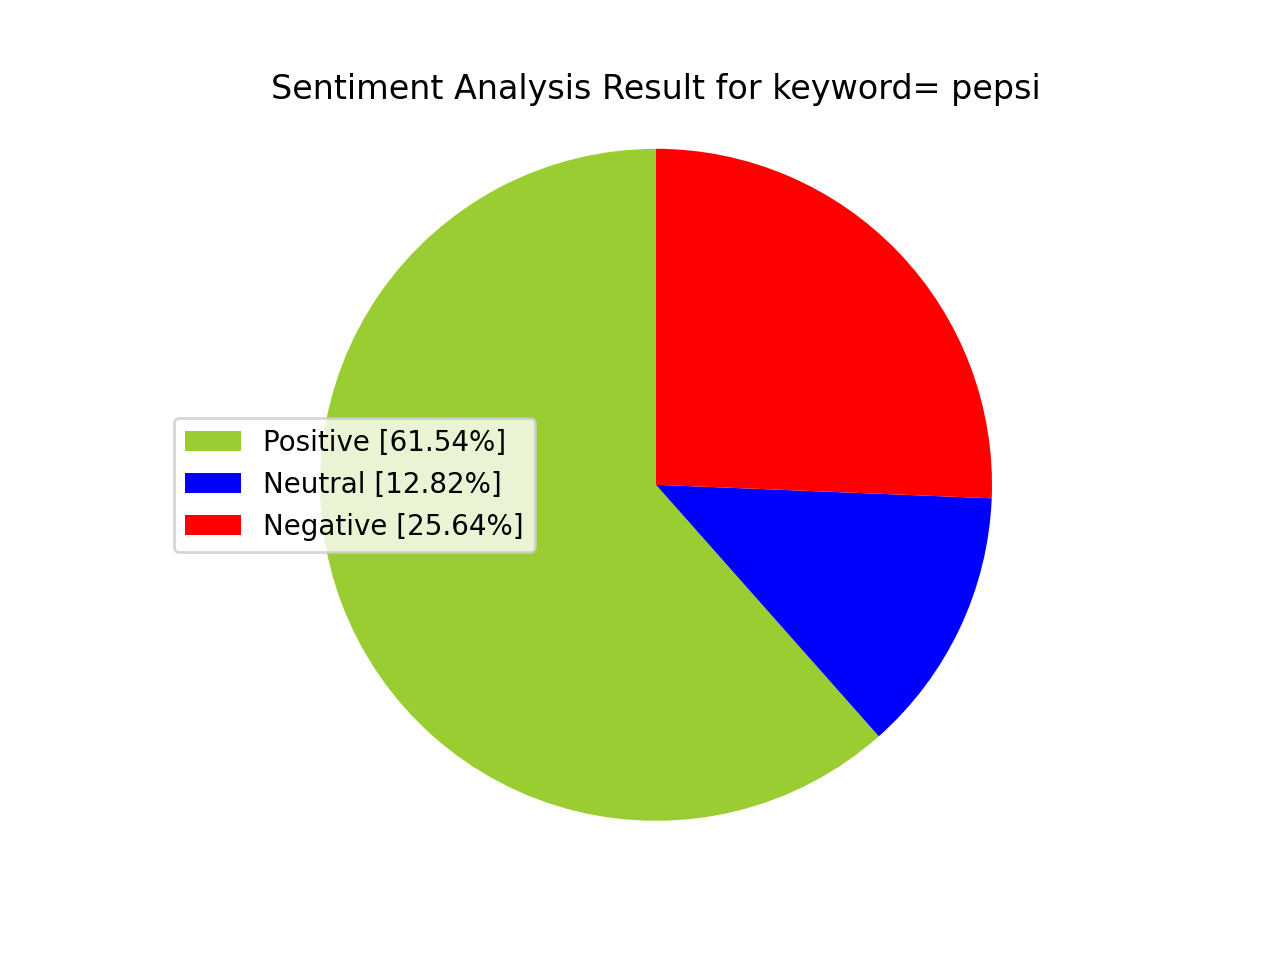 Sentiment Analysis Result for keyword= pepsi
Positive [61.54%]
Neutral [12.82%]
Negative [25.64%]